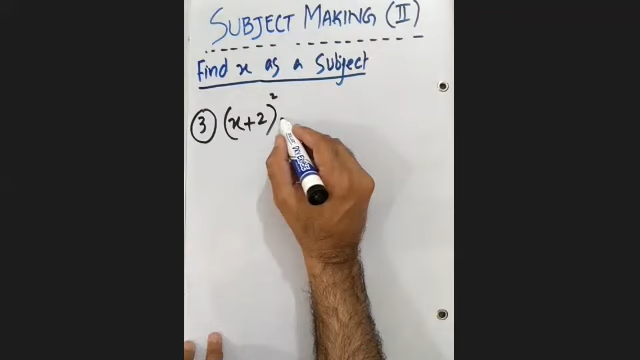 SUBJECT MAKING (II)
Find x as a Subject
③ (x+2)²